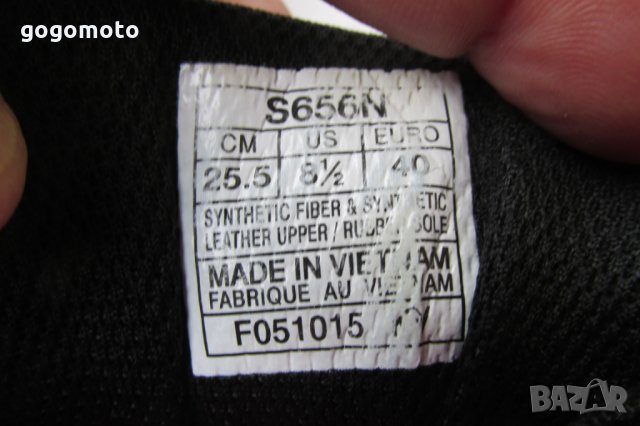 gogomoto
S656N
CM US EURO
25.5 8½ 40
SYNTHETIC FIBER & SYNTHETIC
LEATHER UPPER / RUBBER SOLE
MADE IN VIETNAM
FABRIQUE AU VIETNAM
F051015
BAZAR